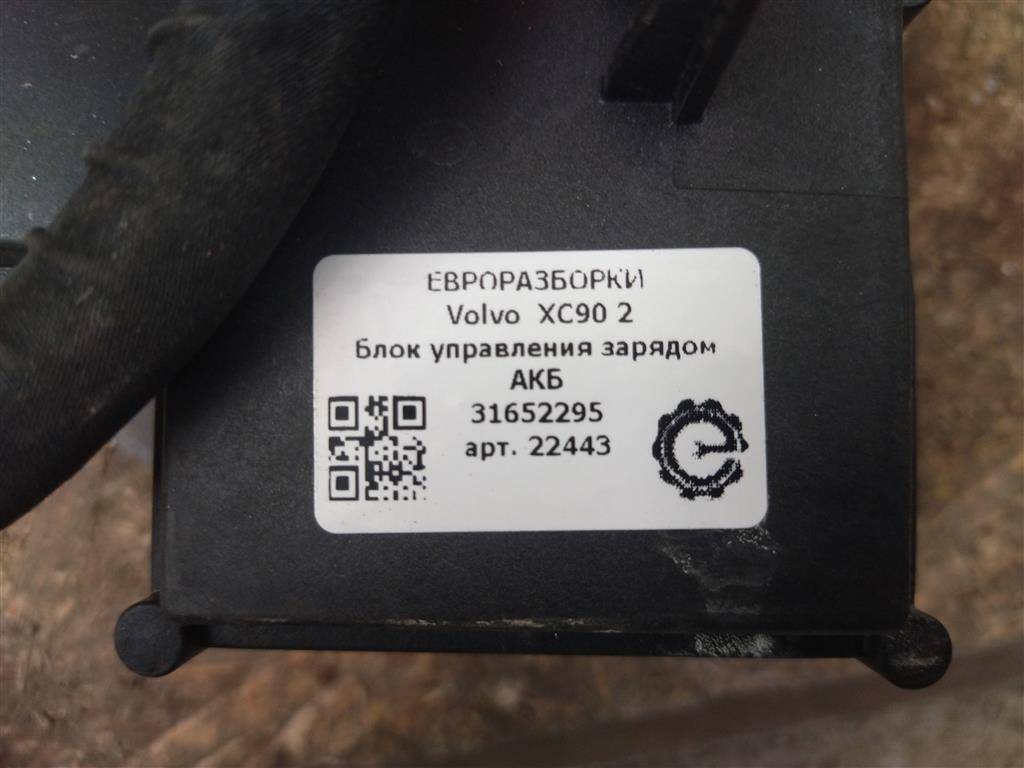 ЕВРОРАЗБОРКИ
Volvo XC90 2
Блок управления зарядом
АКБ
31652295
арт. 22443